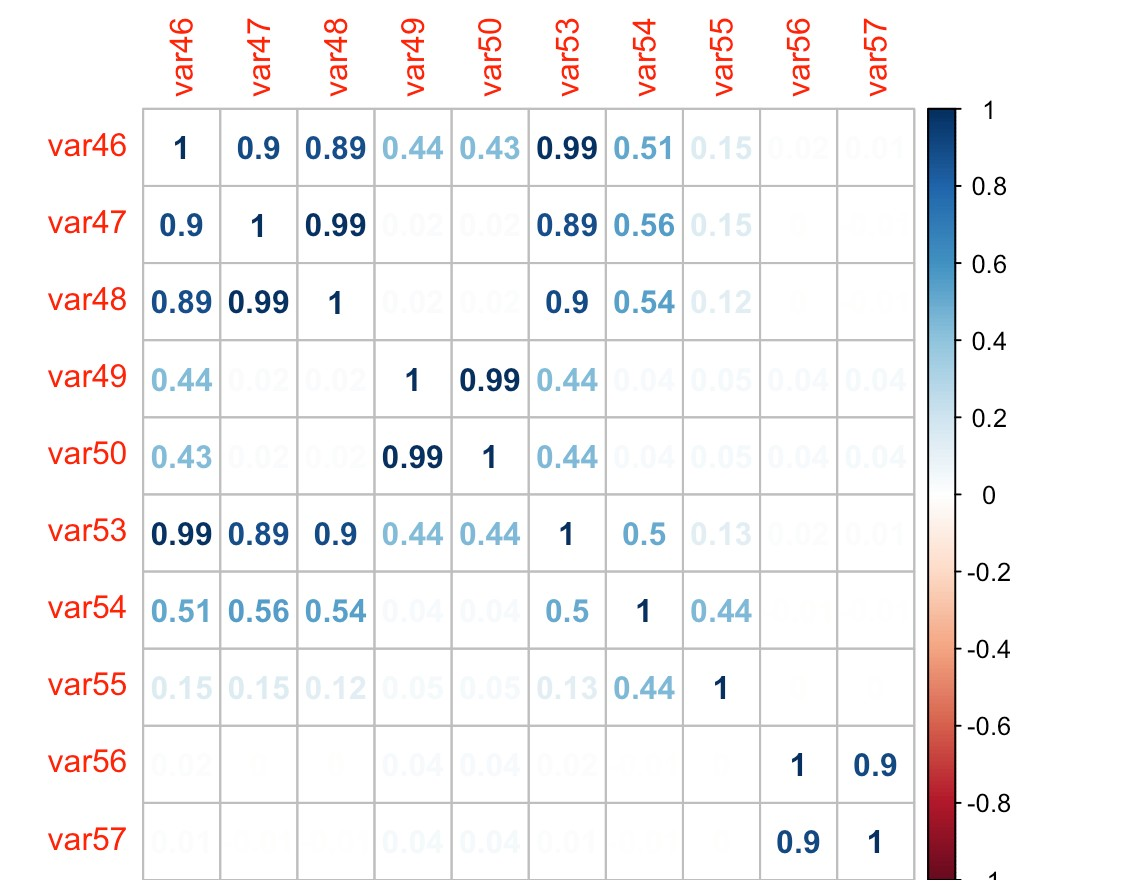 var46 var47 var48 var49 var50 var53 var54 var55 var56 var57
var46 1 0.9 0.89 0.44 0.43 0.99 0.51 0.15 0.02 0.01
var47 0.9 1 0.99 0.02 0.02 0.89 0.56 0.15
var48 0.89 0.99 1 0.02 0.02 0.9 0.54 0.12
var49 0.44 0.02 0.02 1 0.99 0.44 0.04 0.05 0.04 0.04
var50 0.43 0.02 0.02 0.99 1 0.44 0.04 0.05 0.04 0.04
var53 0.99 0.89 0.9 0.44 0.44 1 0.5 0.13 0.02 0.01
var54 0.51 0.56 0.54 0.04 0.04 0.5 1 0.44
var55 0.15 0.15 0.12 0.05 0.05 0.13 0.44 1
var56 0.02 0.04 0.04 0.02 1 0.9
var57 0.01 0.04 0.04 0.01 0.9 1
1
0.8
0.6
0.4
0.2
0
-0.2
-0.4
-0.6
-0.8